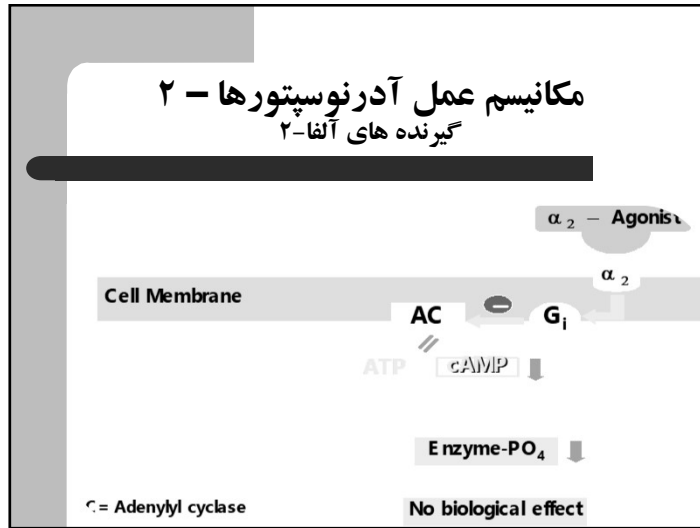 مکانیسم عمل آدرنوسپتورها – ۲
گیرنده های آلفا-۲
α 2 – Agonist
α 2
Cell Membrane
AC – Gi
ATP cAMP
Enzyme-PO4
C = Adenylyl cyclase
No biological effect